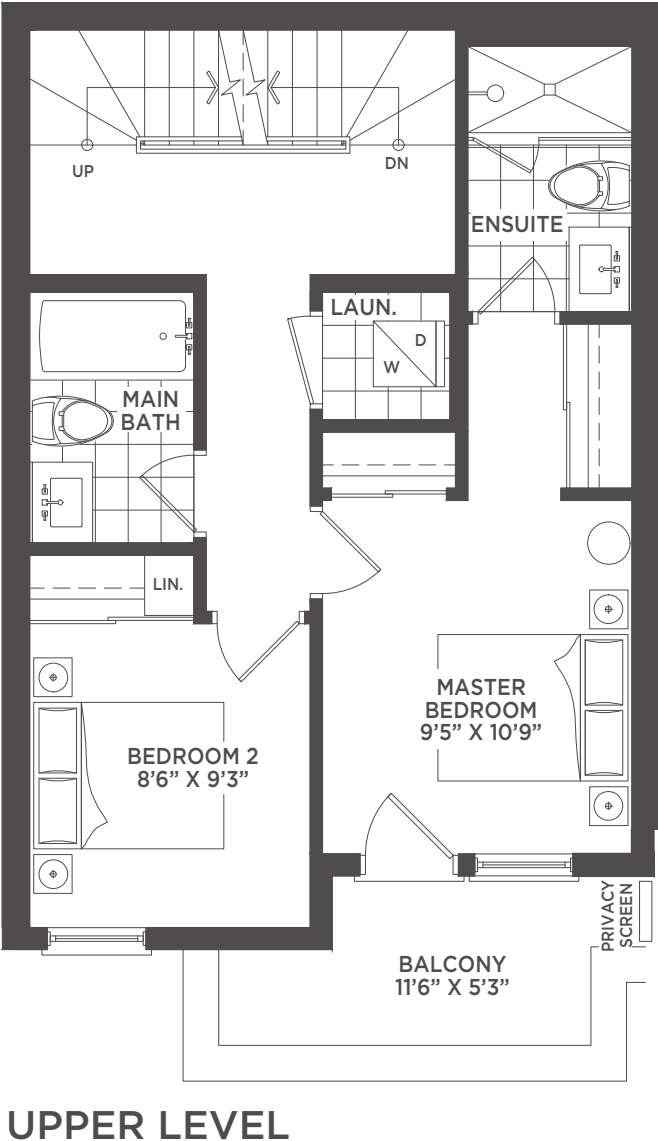 UP
DN
ENSUITE
LAUN.
D
W
MAIN
BATH
LIN.
MASTER
BEDROOM
9’5” X 10’9”
BEDROOM 2
8’6” X 9’3”
PRIVACY
SCREEN
BALCONY
11’6” X 5’3”
UPPER LEVEL